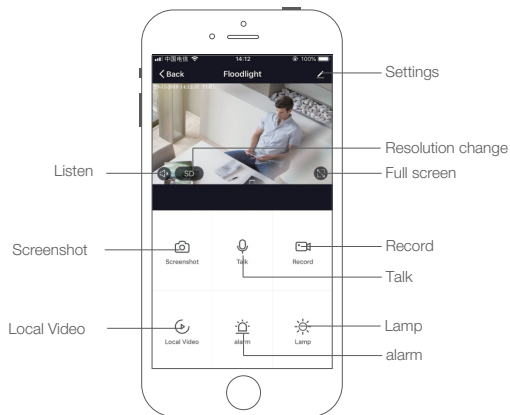 中国电信 14:12 100%
Back Floodlight
Settings
Resolution change
Listen
SD
Full screen
Screenshot Talk Record
Screenshot
Record
Talk
Local Video alarm Lamp
Local Video
Lamp
alarm